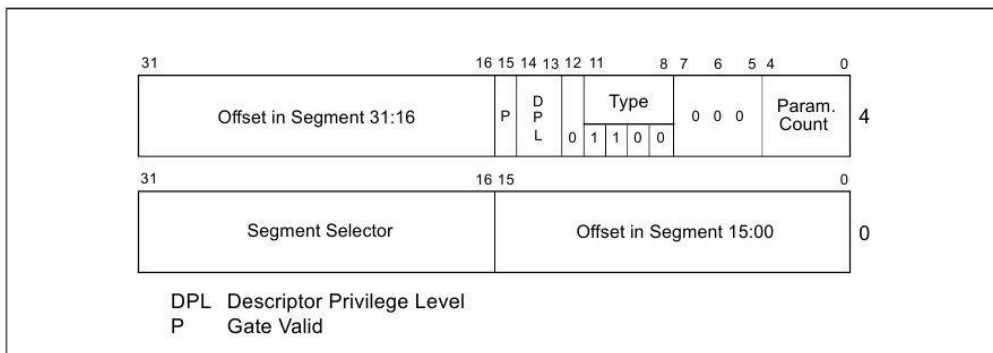 31 16 15 14 13 12 11 8 7 6 5 4 0
Offset in Segment 31:16 P D P L 0 Type 1 1 0 0 0 0 0 Param. Count 4
31 16 15 0
Segment Selector Offset in Segment 15:00 0
DPL Descriptor Privilege Level
P Gate Valid